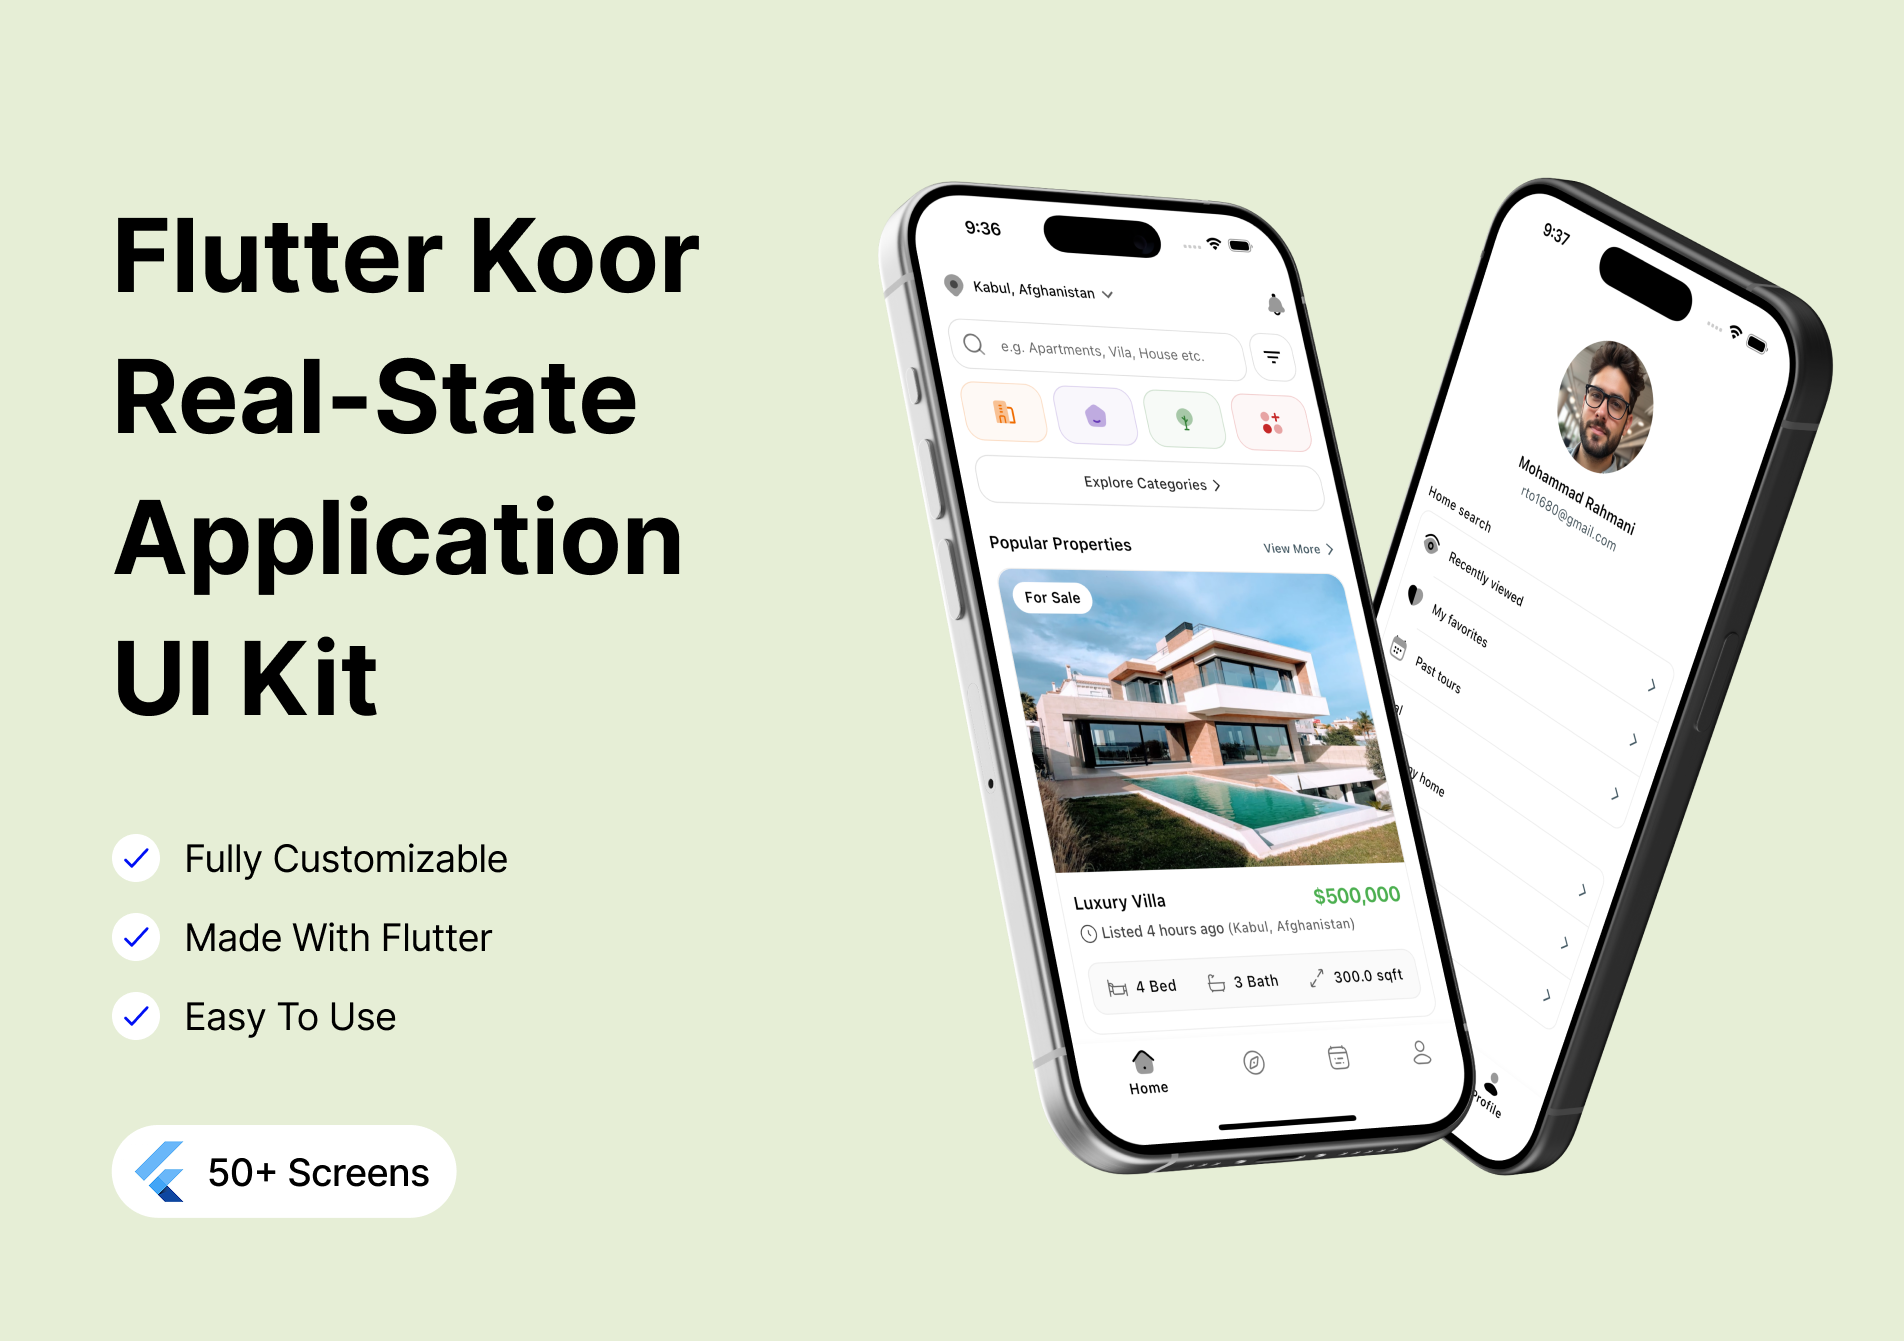 Flutter Koor
Real-State
Application
UI Kit
Fully Customizable
Made With Flutter
Easy To Use
50+ Screens
9:36
Kabul, Afghanistan
e.g. Apartments, Vila, House etc.
Explore Categories
Popular Properties
View More
For Sale
Luxury Villa
$500,000
Listed 4 hours ago (Kabul, Afghanistan)
4 Bed
3 Bath
300.0 sqft
Home
9:37
Mohammad Rahmani
rto1680@gmail.com
Home search
Recently viewed
My favorites
Past tours
home
Profile